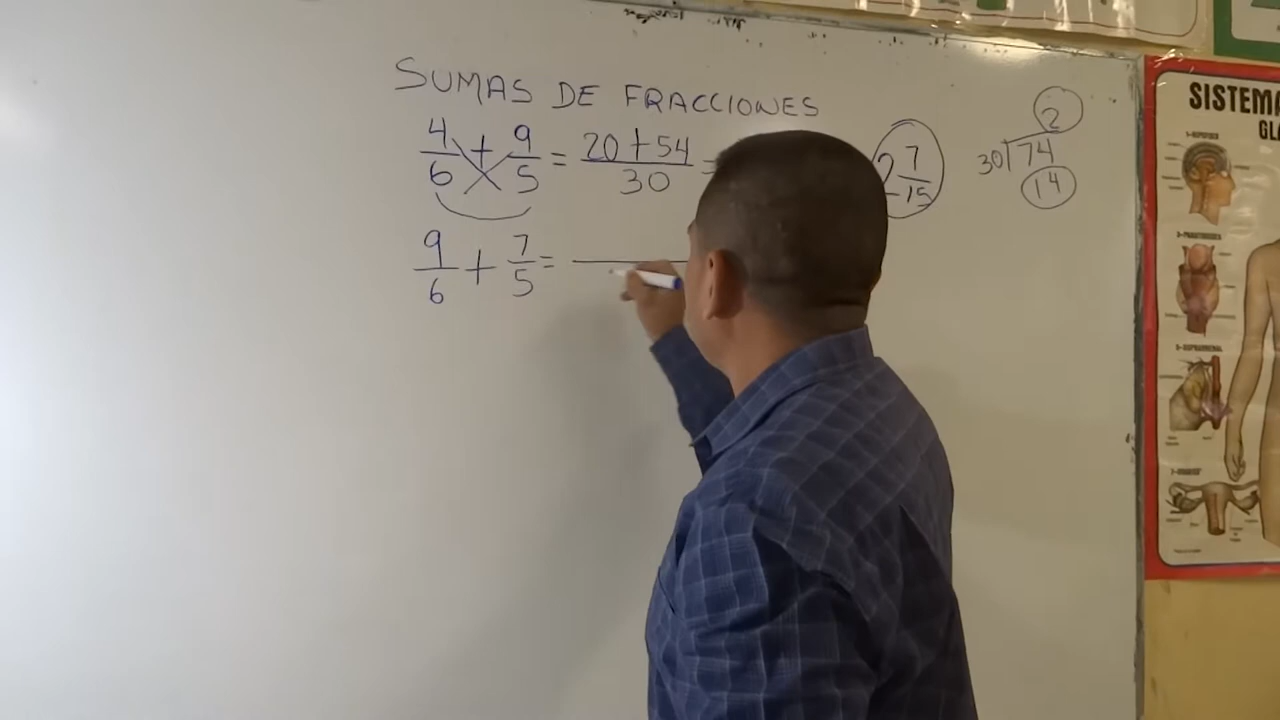 SUMAS DE FRACCIONES
4/6 + 9/5 = 20+54/30 = 2 7/15
30 74 2 14
9/6 + 7/5 =
SISTEMA
GL